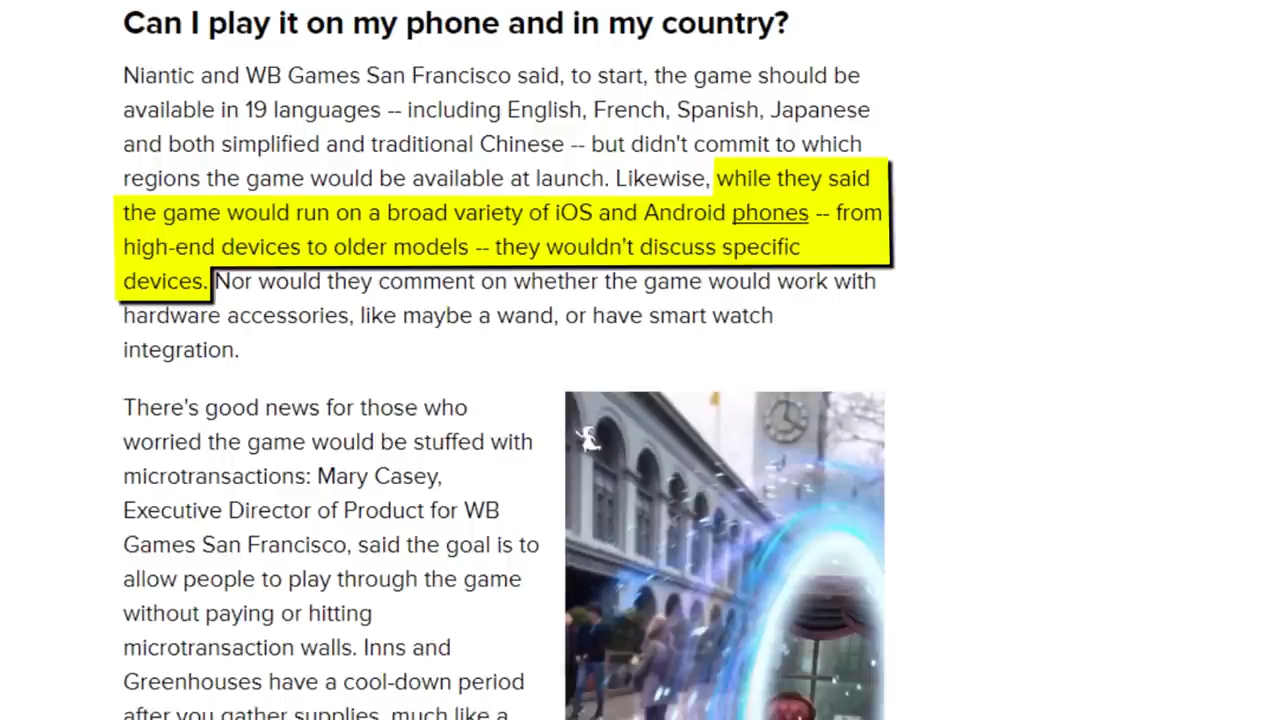 Can I play it on my phone and in my country?
Niantic and WB Games San Francisco said, to start, the game should be
available in 19 languages -- including English, French, Spanish, Japanese
and both simplified and traditional Chinese -- but didn't commit to which
regions the game would be available at launch. Likewise, while they said
the game would run on a broad variety of iOS and Android phones -- from
high-end devices to older models -- they wouldn't discuss specific
devices. Nor would they comment on whether the game would work with
hardware accessories, like maybe a wand, or have smart watch
integration.
There's good news for those who
worried the game would be stuffed with
microtransactions: Mary Casey,
Executive Director of Product for WB
Games San Francisco, said the goal is to
allow people to play through the game
without paying or hitting
microtransaction walls. Inns and
Greenhouses have a cool-down period
after you gather supplies, much like a